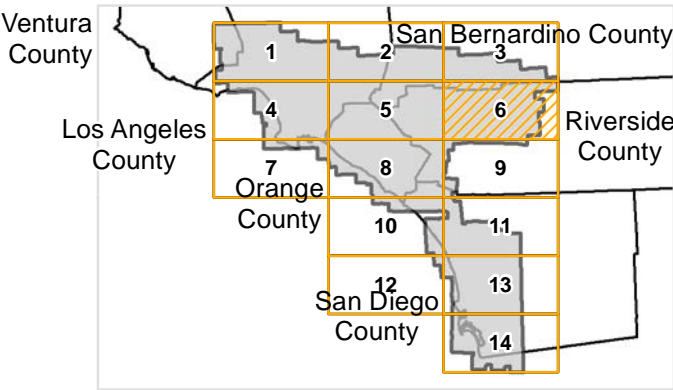 Ventura
County
San Bernardino County
1
2
3
4
5
6
Los Angeles
County
Riverside
County
7
8
9
Orange
County
10
11
12
13
San Diego
County
14